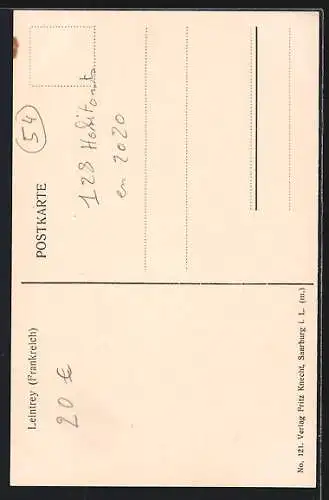 Leintrey (Frankreich)
POSTKARTE
54
128 Habitants
en 2020
20 €
No. 121. Verlag Fritz Knecht, Saarburg i. L. (m.)